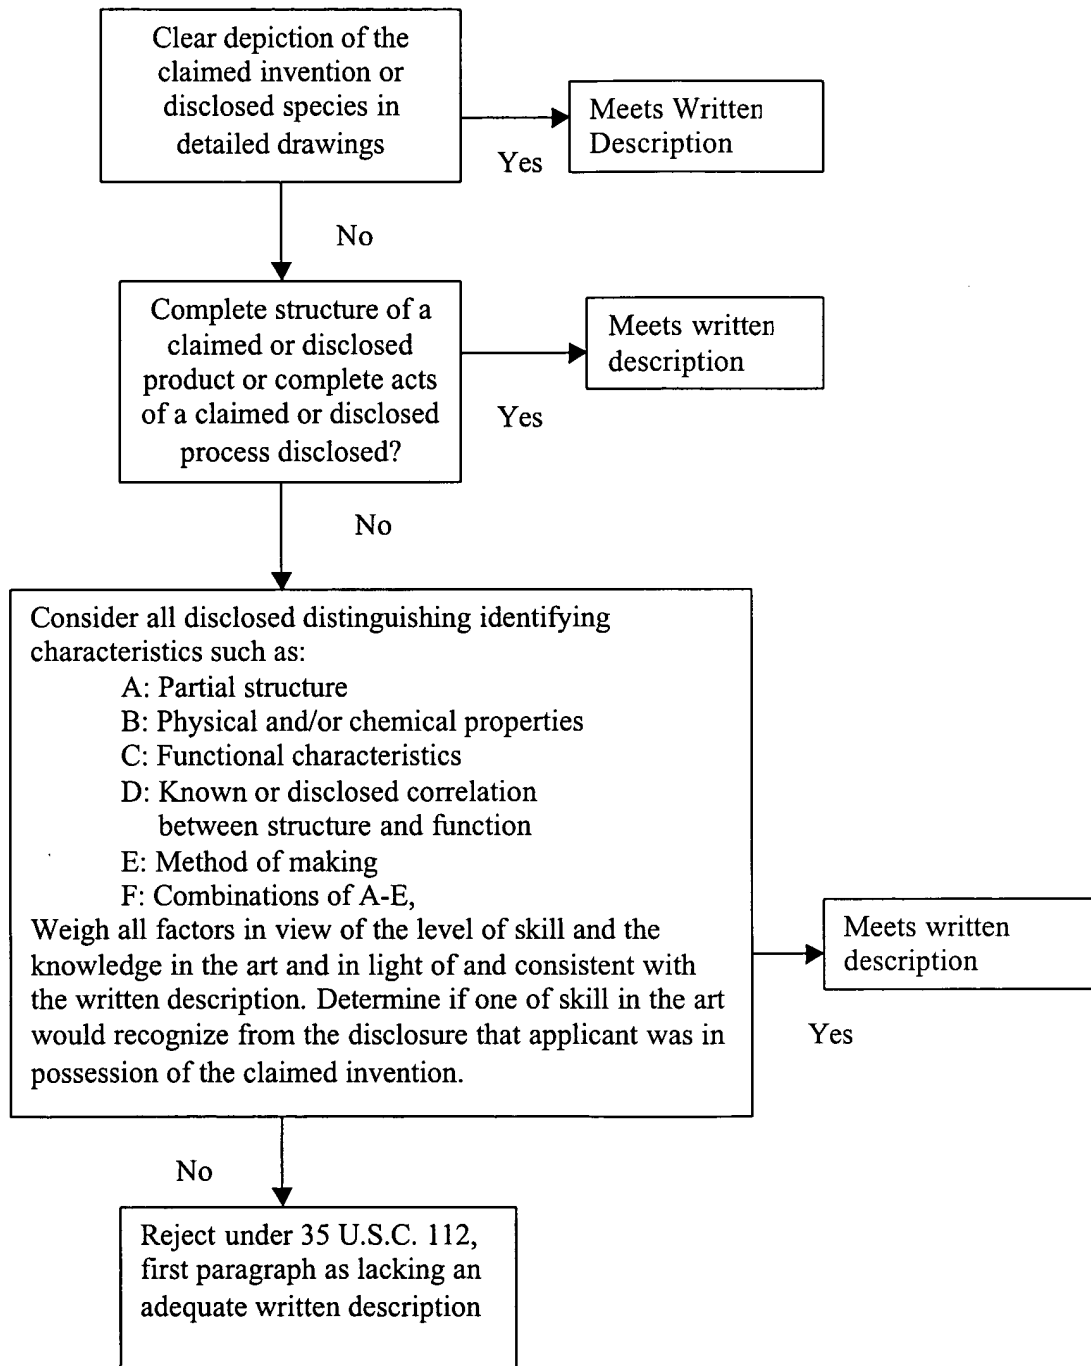 Clear depiction of the
claimed invention or
disclosed species in
detailed drawings
Meets Written
Description
Yes
No
Complete structure of a
claimed or disclosed
product or complete acts
of a claimed or disclosed
process disclosed?
Meets written
description
Yes
No
Consider all disclosed distinguishing identifying
characteristics such as:
A: Partial structure
B: Physical and/or chemical properties
C: Functional characteristics
D: Known or disclosed correlation
between structure and function
E: Method of making
F: Combinations of A-E,
Weigh all factors in view of the level of skill and the
knowledge in the art and in light of and consistent with
the written description. Determine if one of skill in the art
would recognize from the disclosure that applicant was in
possession of the claimed invention.
Meets written
description
Yes
No
Reject under 35 U.S.C. 112,
first paragraph as lacking an
adequate written description